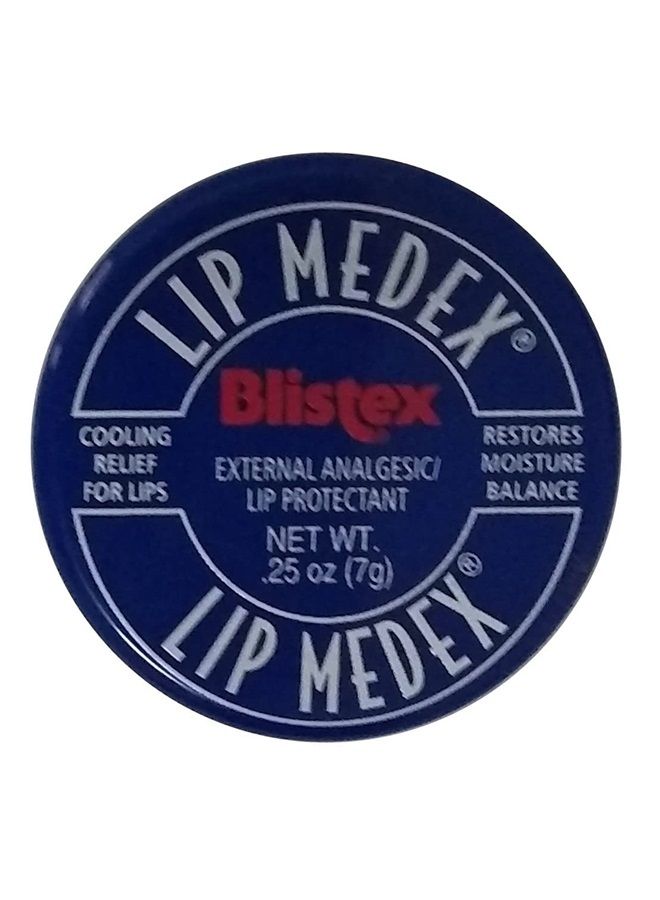 LIP MEDEX®
Blistex
COOLING
RELIEF
FOR LIPS
EXTERNAL ANALGESIC/
LIP PROTECTANT
NET WT.
.25 oz (7g)
RESTORES
MOISTURE
BALANCE
LIP MEDEX®